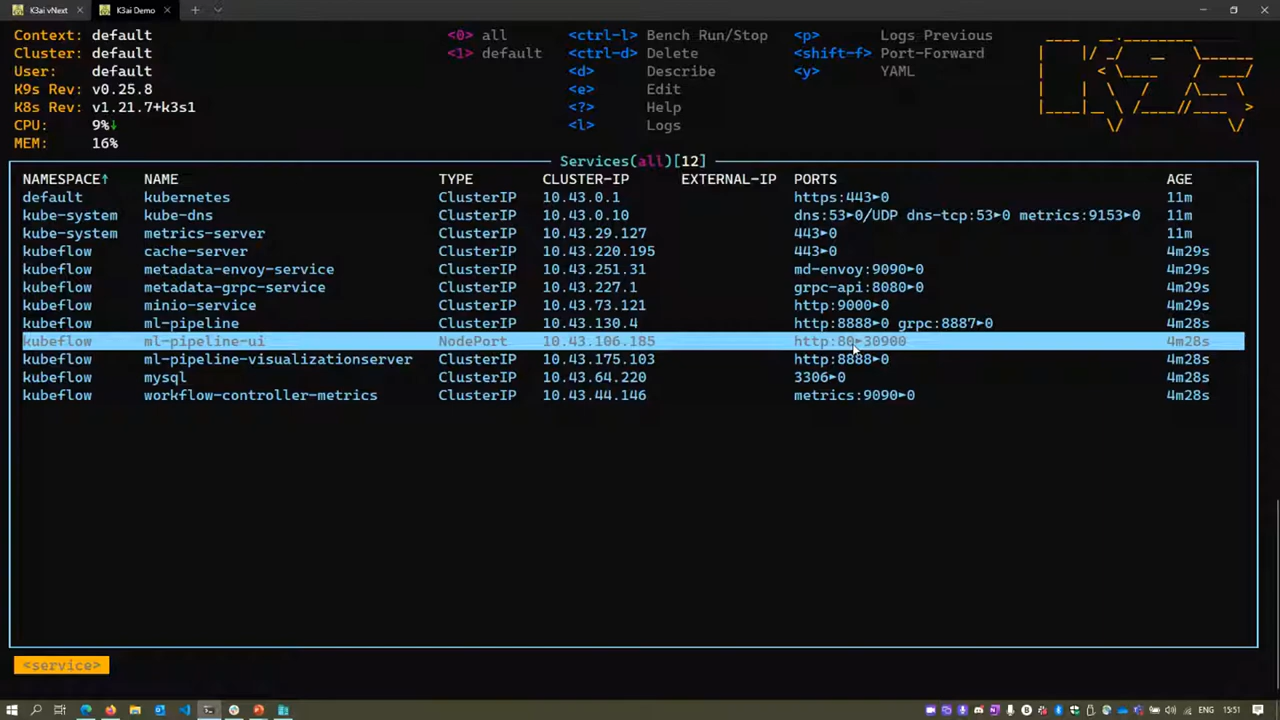 K3ai vNext
K3ai Demo
Context: default <0> all <ctrl-l> Bench Run/Stop <p> Logs Previous
Cluster: default <1> default <ctrl-d> Delete <shift-f> Port-Forward
User: default <d> Describe <y> YAML
K9s Rev: v0.25.8 <e> Edit
K8s Rev: v1.21.7+k3s1 <?> Help
CPU: 9%↓ <l> Logs
MEM: 16%
Services(all)[12]
NAMESPACE↑ NAME TYPE CLUSTER-IP EXTERNAL-IP PORTS AGE
default kubernetes ClusterIP 10.43.0.1 https:443►0 11m
kube-system kube-dns ClusterIP 10.43.0.10 dns:53►0/UDP dns-tcp:53►0 metrics:9153►0 11m
kube-system metrics-server ClusterIP 10.43.29.127 443►0 11m
kubeflow cache-server ClusterIP 10.43.220.195 443►0 4m29s
kubeflow metadata-envoy-service ClusterIP 10.43.251.31 md-envoy:9090►0 4m29s
kubeflow metadata-grpc-service ClusterIP 10.43.227.1 grpc-api:8080►0 4m29s
kubeflow minio-service ClusterIP 10.43.73.121 http:9000►0 4m29s
kubeflow ml-pipeline ClusterIP 10.43.130.4 http:8888►0 grpc:8887►0 4m28s
kubeflow ml-pipeline-ui NodePort 10.43.106.185 http:80►30900 4m28s
kubeflow ml-pipeline-visualizationserver ClusterIP 10.43.175.103 http:8888►0 4m28s
kubeflow mysql ClusterIP 10.43.64.220 3306►0 4m28s
kubeflow workflow-controller-metrics ClusterIP 10.43.44.146 metrics:9090►0 4m28s
<service>
ENG 15:51